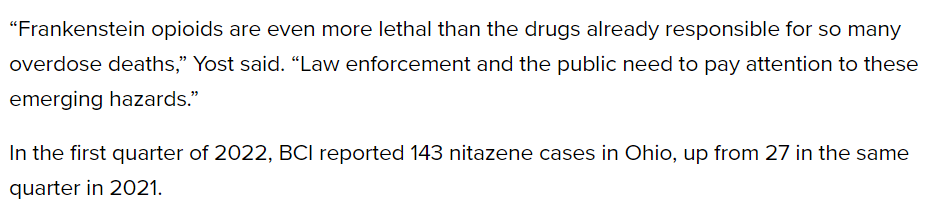 “Frankenstein opioids are even more lethal than the drugs already responsible for so many
overdose deaths,” Yost said. “Law enforcement and the public need to pay attention to these
emerging hazards.”
In the first quarter of 2022, BCI reported 143 nitazene cases in Ohio, up from 27 in the same
quarter in 2021.